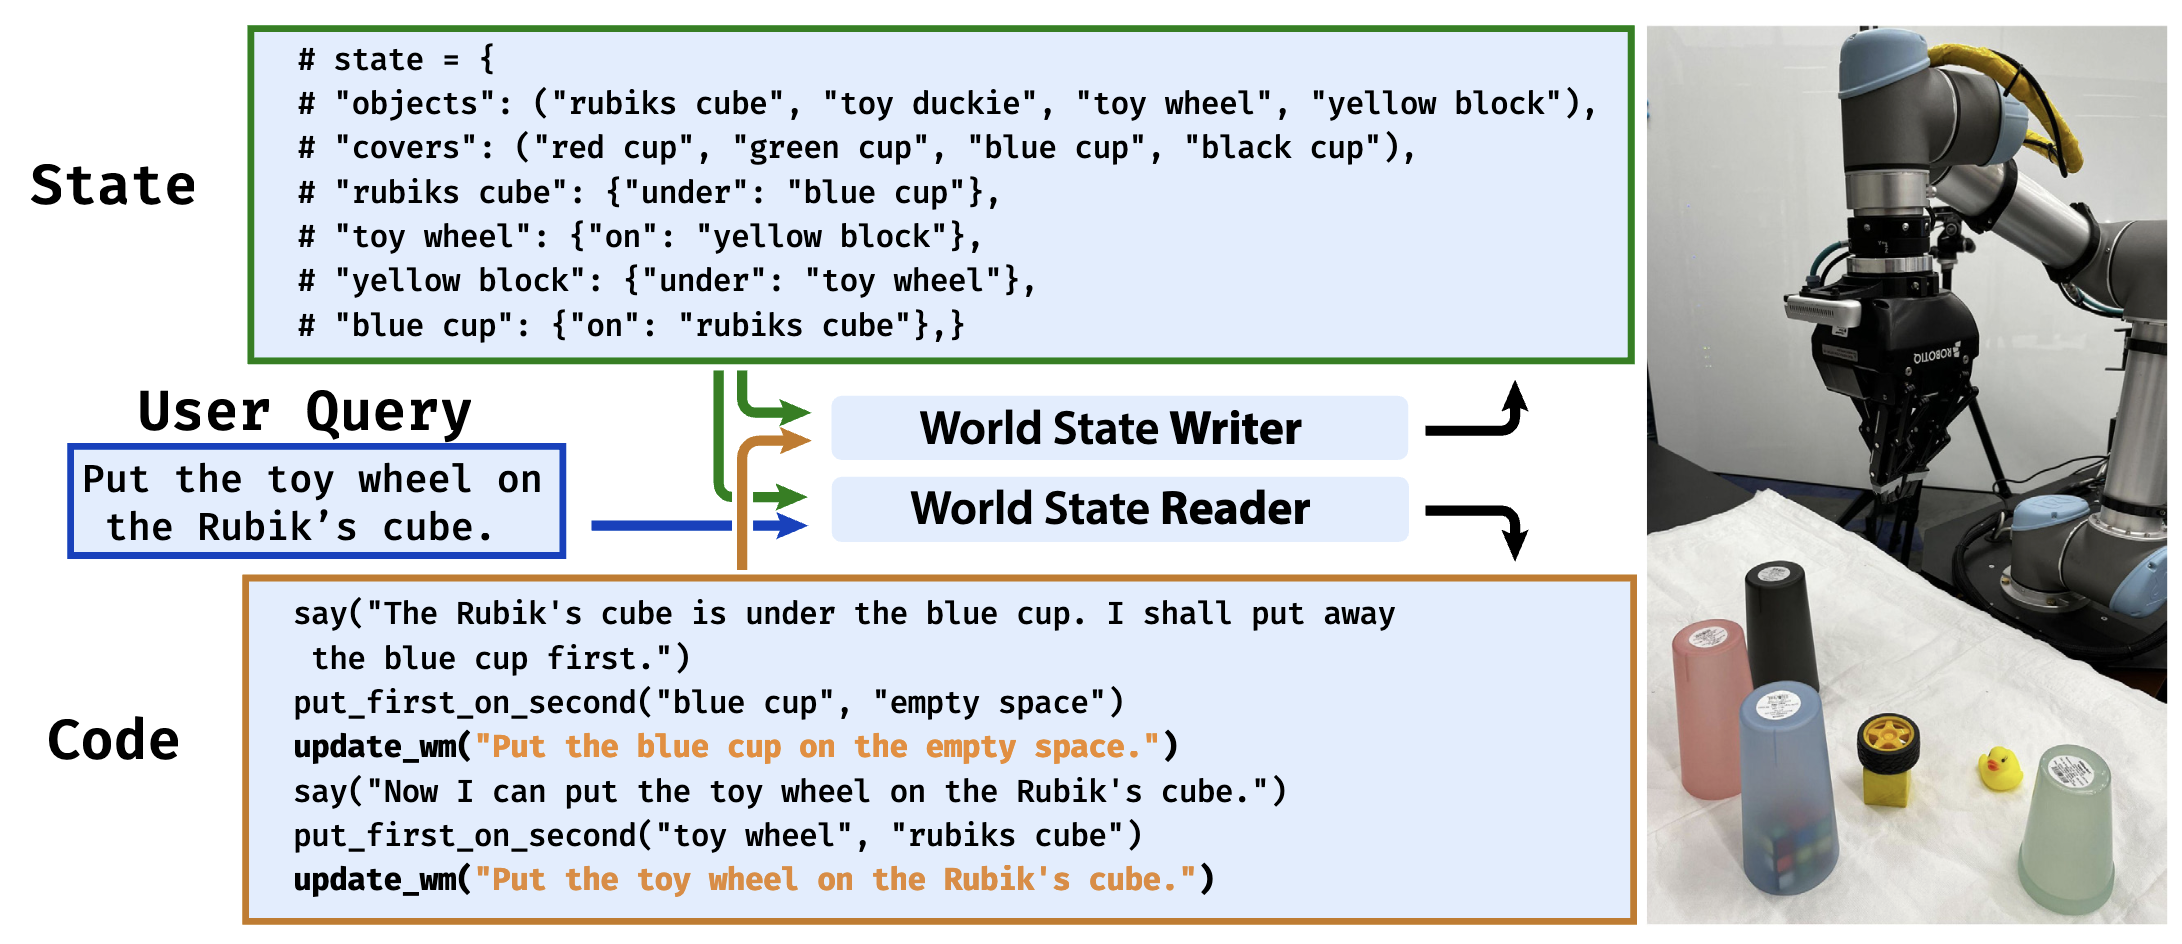 State
# state = {
# "objects": ("rubiks cube", "toy duckie", "toy wheel", "yellow block"),
# "covers": ("red cup", "green cup", "blue cup", "black cup"),
# "rubiks cube": {"under": "blue cup"},
# "toy wheel": {"on": "yellow block"},
# "yellow block": {"under": "toy wheel"},
# "blue cup": {"on": "rubiks cube"},}
User Query
Put the toy wheel on
the Rubik’s cube.
World State Writer
World State Reader
Code
say("The Rubik's cube is under the blue cup. I shall put away
the blue cup first.")
put_first_on_second("blue cup", "empty space")
update_wm("Put the blue cup on the empty space.")
say("Now I can put the toy wheel on the Rubik's cube.")
put_first_on_second("toy wheel", "rubiks cube")
update_wm("Put the toy wheel on the Rubik's cube.")
ROBOTIQ